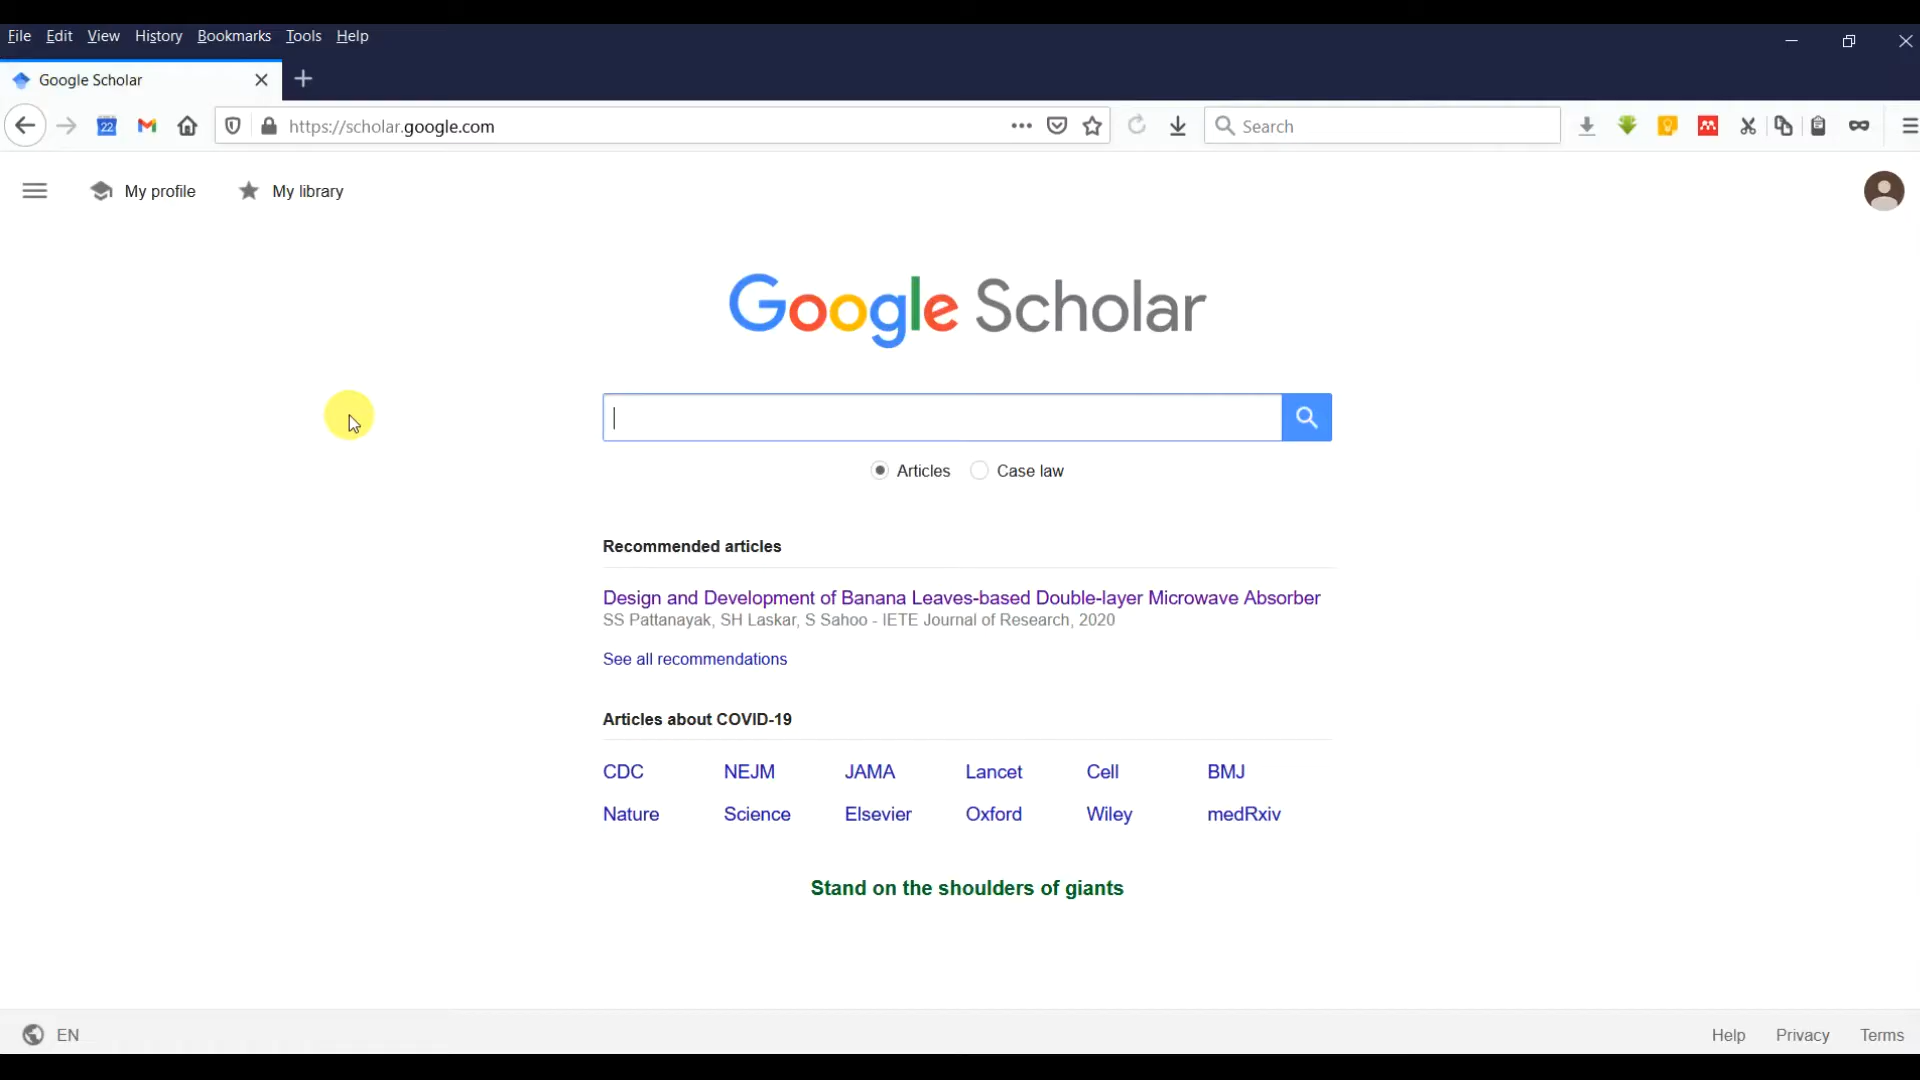 File Edit View History Bookmarks Tools Help
Google Scholar
22
https://scholar.google.com
Search
My profile
My library
Google Scholar
Articles
Case law
Recommended articles
Design and Development of Banana Leaves-based Double-layer Microwave Absorber
SS Pattanayak, SH Laskar, S Sahoo - IETE Journal of Research, 2020
See all recommendations
Articles about COVID-19
CDC NEJM JAMA Lancet Cell BMJ
Nature Science Elsevier Oxford Wiley medRxiv
Stand on the shoulders of giants
EN
Help Privacy Terms